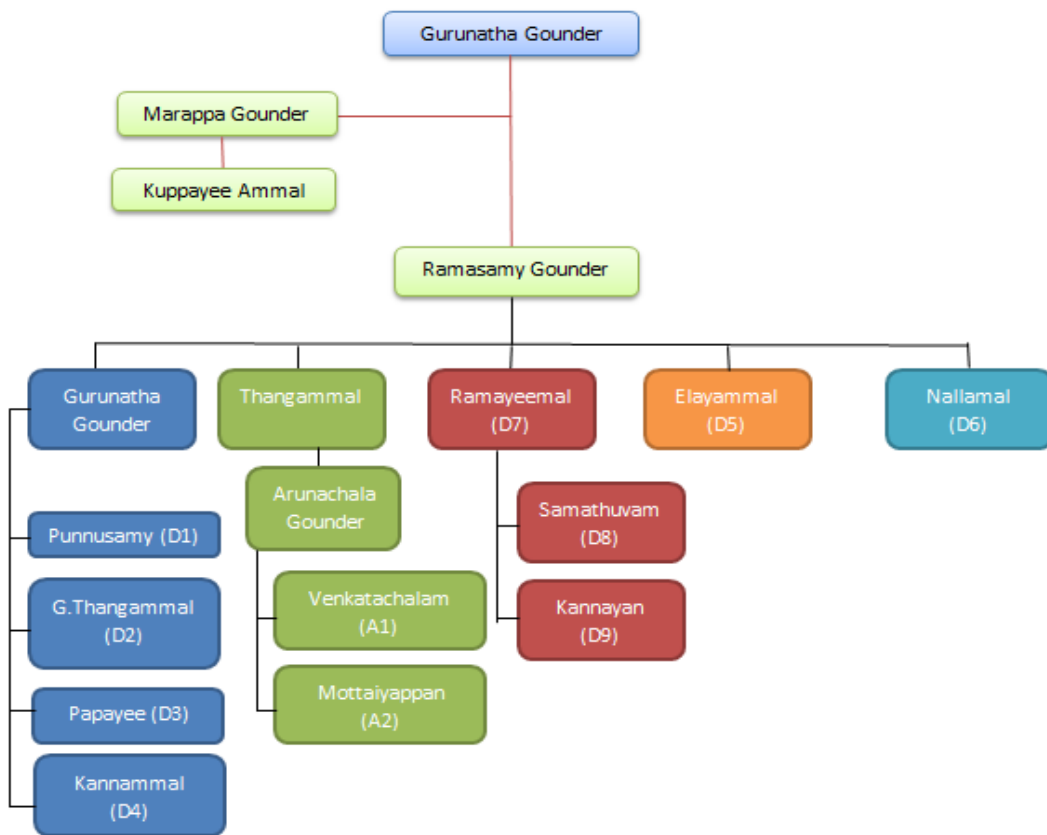 Gurunatha Gounder
Marappa Gounder
Kuppayee Ammal
Ramasamy Gounder
Gurunatha
Gounder
Thangammal
Ramayeemal
(D7)
Elayammal
(D5)
Nallamal
(D6)
Punnusamy (D1)
G.Thangammal
(D2)
Papayee (D3)
Kannammal
(D4)
Arunachala
Gounder
Venkatachalam
(A1)
Mottaiyappan
(A2)
Samathuvam
(D8)
Kannayan
(D9)